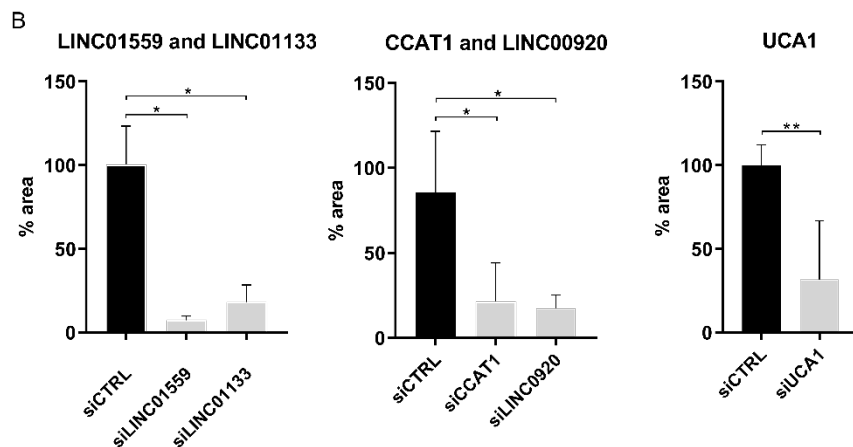 B
LINC01559 and LINC01133
% area
150
100
50
0
*
*
siCTRL
siLINC01559
siLINC01133
CCAT1 and LINC00920
% area
150
100
50
0
*
*
siCTRL
siCCAT1
siLINC0920
UCA1
% area
150
100
50
0
**
siCTRL
siUCA1